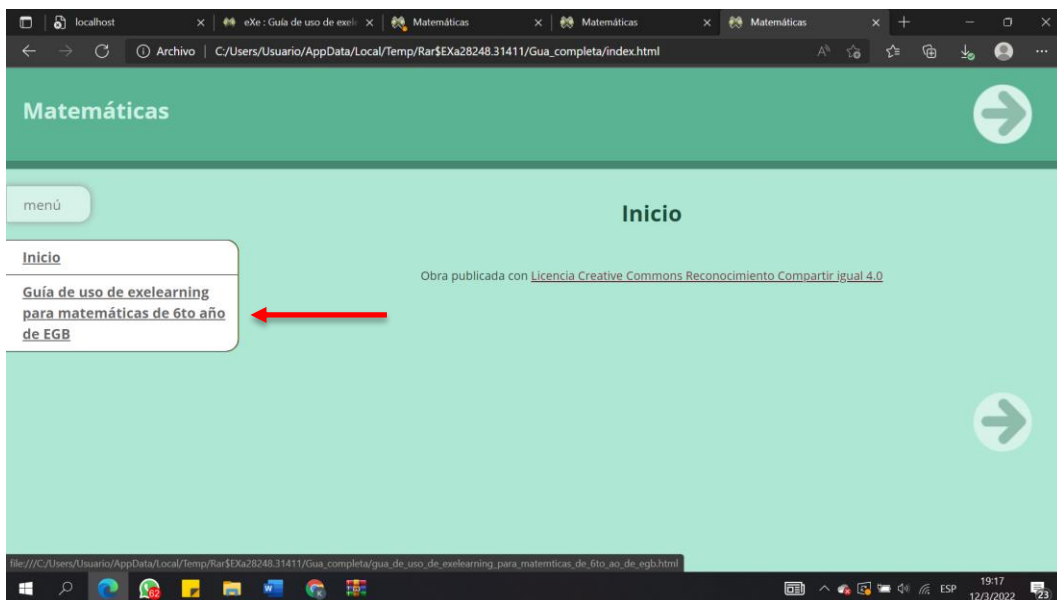 localhost
eXe : Guía de uso de exel
Matemáticas
Matemáticas
Matemáticas
Archivo
C:/Users/Usuario/AppData/Local/Temp/Rar$EXa28248.31411/Gua_completa/index.html
Matemáticas
menú
Inicio
Inicio
Obra publicada con Licencia Creative Commons Reconocimiento Compartir igual 4.0
Guía de uso de exelearning
para matemáticas de 6to año
de EGB
file:///C:/Users/Usuario/AppData/Local/Temp/Rar$EXa28248.31411/Gua_completa/gua_de_uso_de_exelearning_para_matemticas_de_6to_ao_de_egb.html
62
ESP
19:17
12/3/2022
23